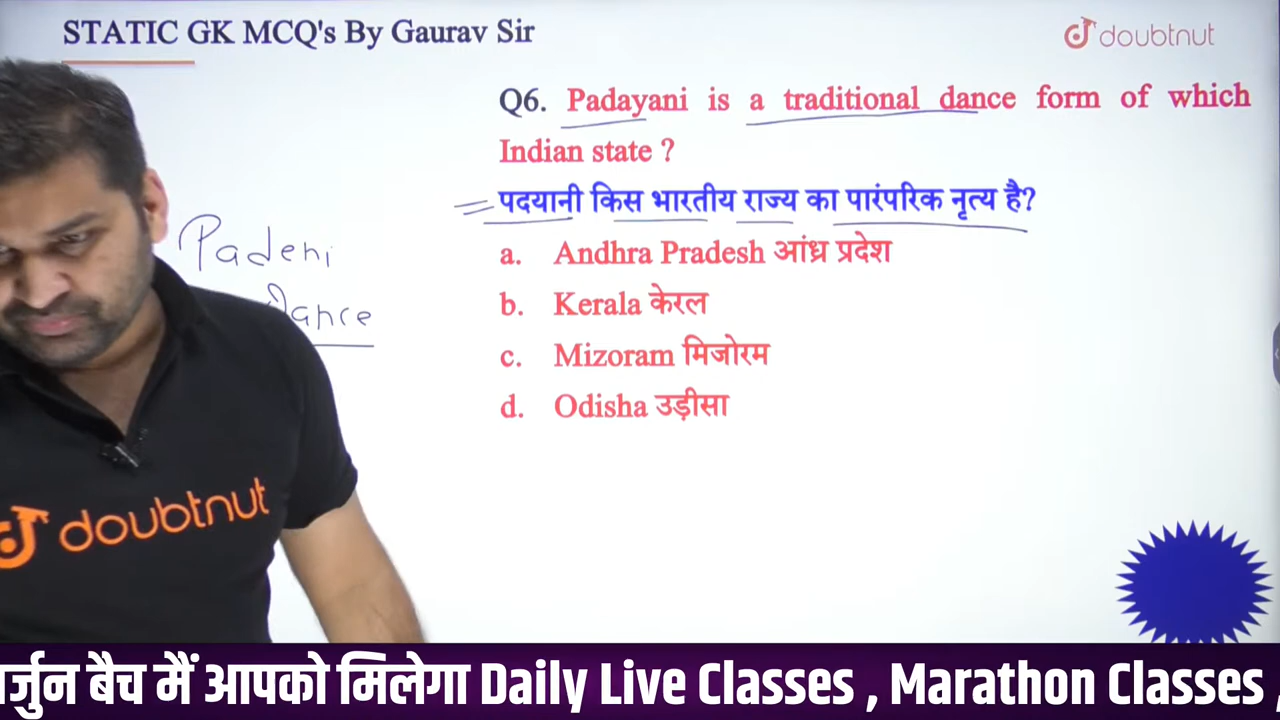 STATIC GK MCQ's By Gaurav Sir
doubtnut
Q6. Padayani is a traditional dance form of which
Indian state ?
पदयानी किस भारतीय राज्य का पारंपरिक नृत्य है?
a. Andhra Pradesh आंध्र प्रदेश
b. Kerala केरल
c. Mizoram मिजोरम
d. Odisha उड़ीसा
Padeni
Dance
doubtnut
र्जुन बैच मैं आपको मिलेगा Daily Live Classes , Marathon Classes ,